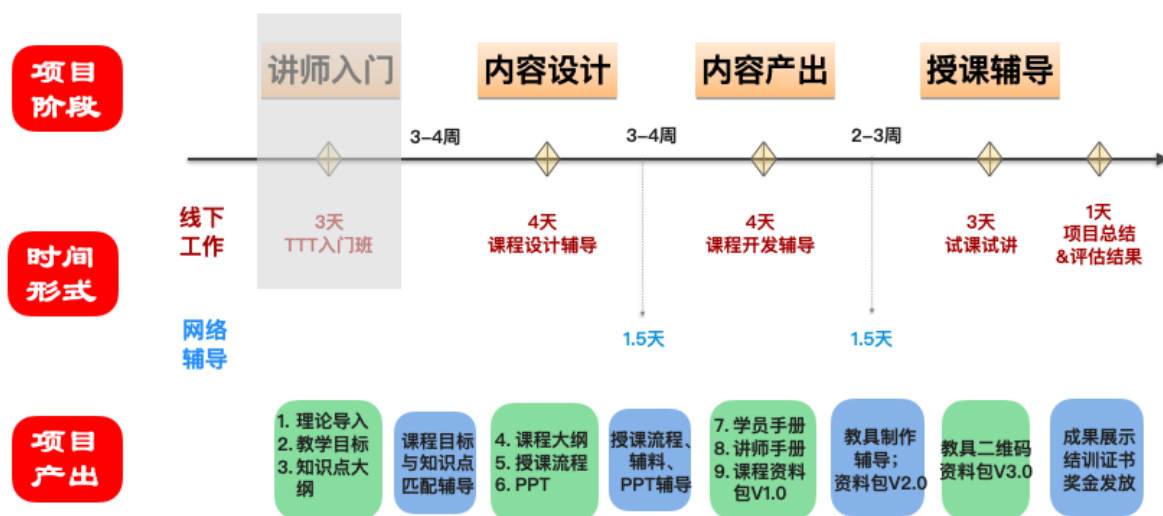 项目
阶段
讲师入门
内容设计
内容产出
授课辅导
3–4周
3–4周
2–3周
时间
形式
线下
工作
3天
TTT入门班
4天
课程设计辅导
4天
课程开发辅导
3天
试课试讲
1天
项目总结
&评估结果
网络
辅导
1.5天
1.5天
项目
产出
1. 理论导入
2. 教学目标
3. 知识点大
纲
课程目标
与知识点
匹配辅导
4. 课程大纲
5. 授课流程
6. PPT
授课流程、
辅料、
PPT辅导
7. 学员手册
8. 讲师手册
9. 课程资料
包V1.0
教具制作
辅导；
资料包V2.0
教具二维码
资料包V3.0
成果展示
结训证书
奖金发放